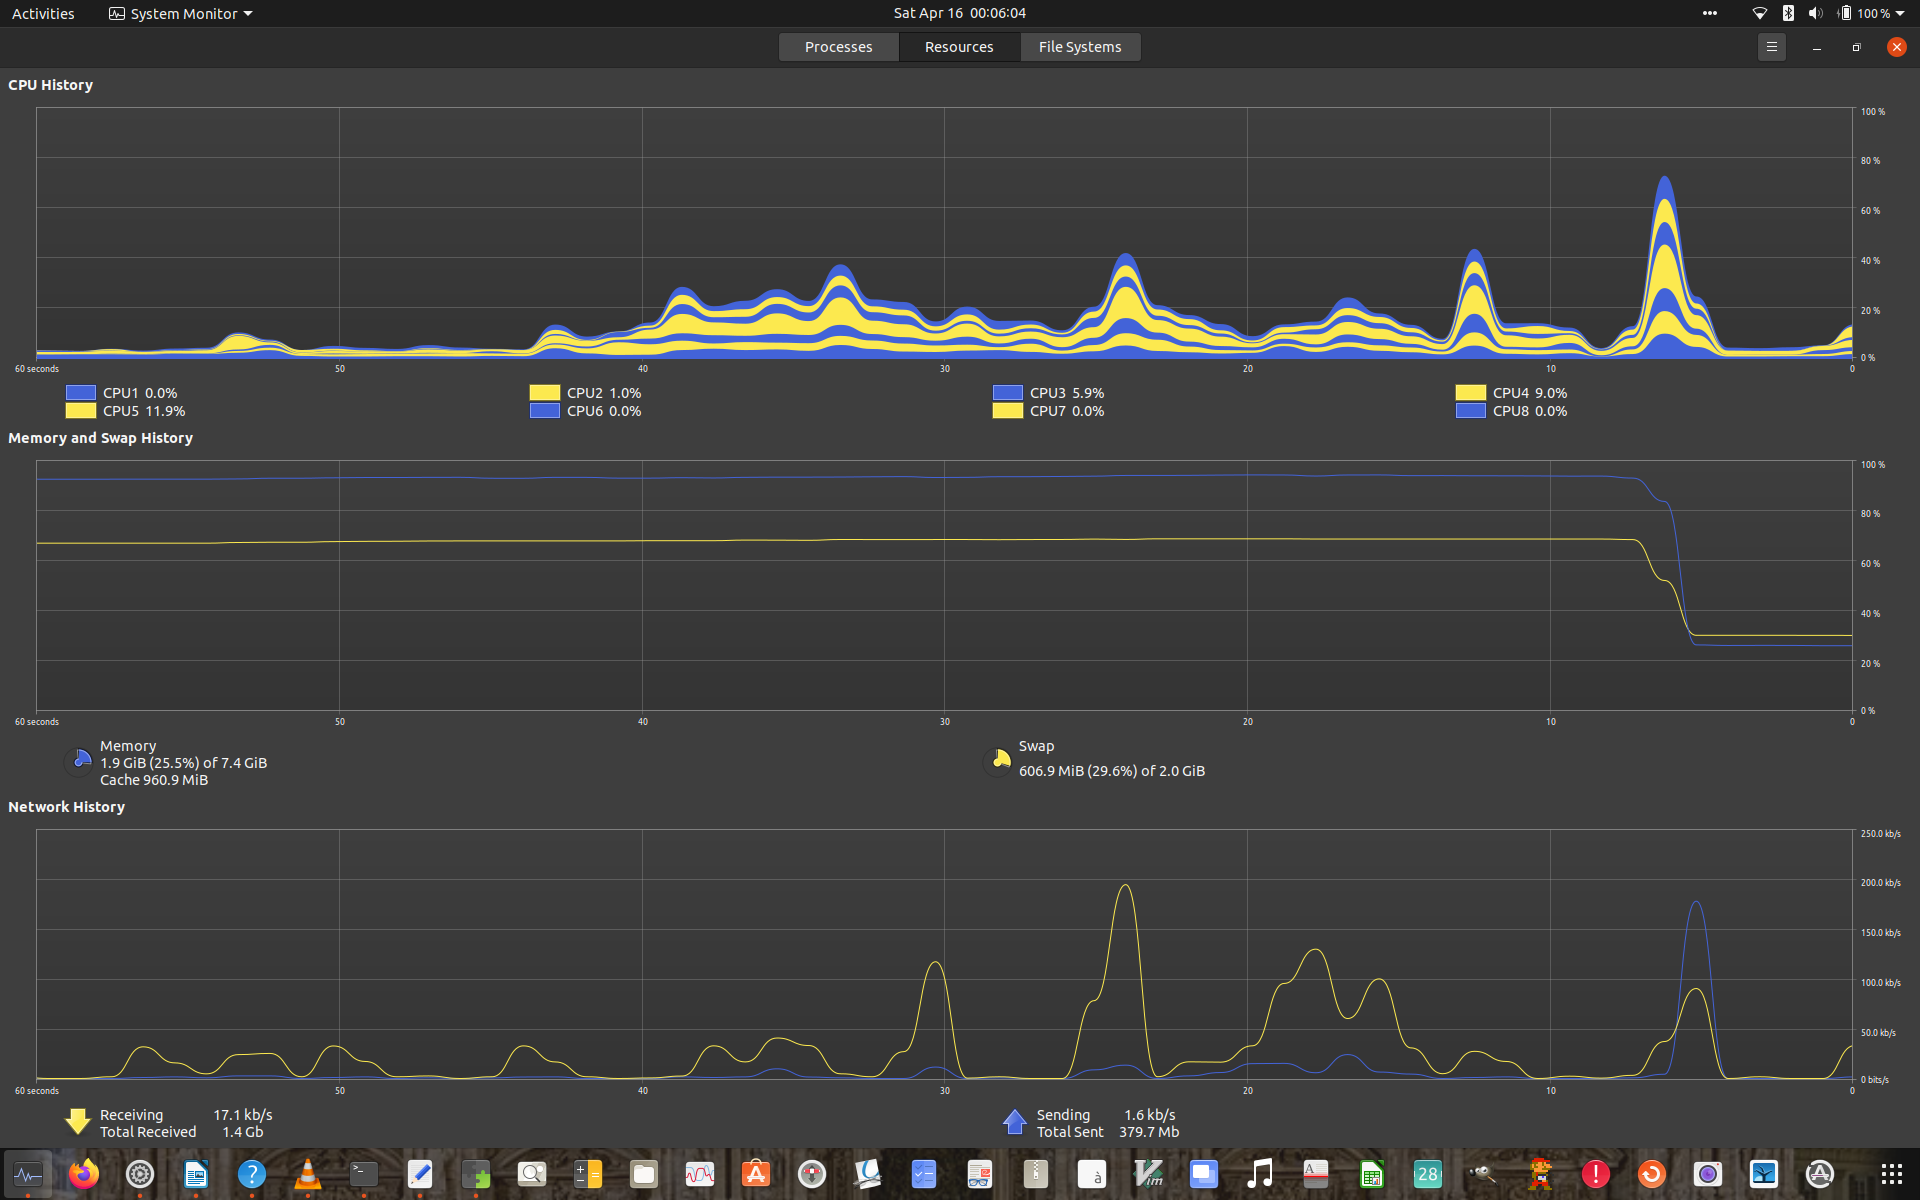 Activities System Monitor Sat Apr 16 00:06:04 100 %
Processes Resources File Systems
CPU History
100 %
80 %
60 %
40 %
20 %
0 %
60 seconds 50 40 30 20 10 0
CPU1 0.0% CPU2 1.0% CPU3 5.9% CPU4 9.0%
CPU5 11.9% CPU6 0.0% CPU7 0.0% CPU8 0.0%
Memory and Swap History
100 %
80 %
60 %
40 %
20 %
0 %
60 seconds 50 40 30 20 10 0
Memory
1.9 GiB (25.5%) of 7.4 GiB
Cache 960.9 MiB
Swap
606.9 MiB (29.6%) of 2.0 GiB
Network History
250.0 kb/s
200.0 kb/s
150.0 kb/s
100.0 kb/s
50.0 kb/s
0 bits/s
60 seconds 50 40 30 20 10 0
Receiving 17.1 kb/s
Total Received 1.4 Gb
Sending 1.6 kb/s
Total Sent 379.7 Mb
>_ ? A à Vim A 28 ! A